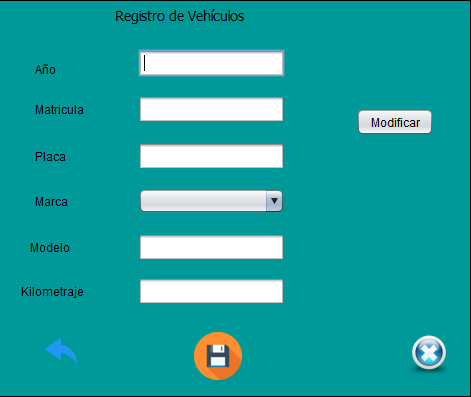 Registro de Vehículos
Año
Matricula
Modificar
Placa
Marca
Modelo
Kilometraje